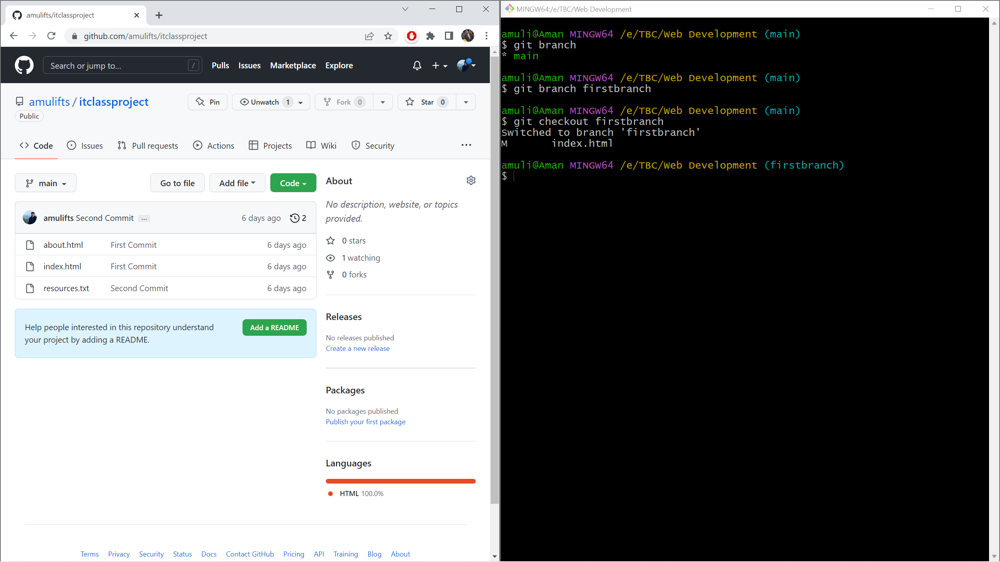 amulifts/itclassproject
github.com/amulifts/itclassproject
Search or jump to... /
Pulls Issues Marketplace Explore
amulifts / itclassproject
Public
Pin
Unwatch 1
Fork 0
Star 0
Code Issues Pull requests Actions Projects Wiki Security ...
main
Go to file
Add file
Code
amulifts Second Commit ... 6 days ago 2
about.html First Commit 6 days ago
index.html First Commit 6 days ago
resources.txt Second Commit 6 days ago
Help people interested in this repository understand
your project by adding a README.
Add a README
About
No description, website, or topics
provided.
0 stars
1 watching
0 forks
Releases
No releases published
Create a new release
Packages
No packages published
Publish your first package
Languages
HTML 100.0%
Terms Privacy Security Status Docs Contact GitHub Pricing API Training Blog About
MINGW64:/e/TBC/Web Development
amuli@Aman MINGW64 /e/TBC/Web Development (main)
$ git branch
* main
amuli@Aman MINGW64 /e/TBC/Web Development (main)
$ git branch firstbranch
amuli@Aman MINGW64 /e/TBC/Web Development (main)
$ git checkout firstbranch
Switched to branch 'firstbranch'
M index.html
amuli@Aman MINGW64 /e/TBC/Web Development (firstbranch)
$